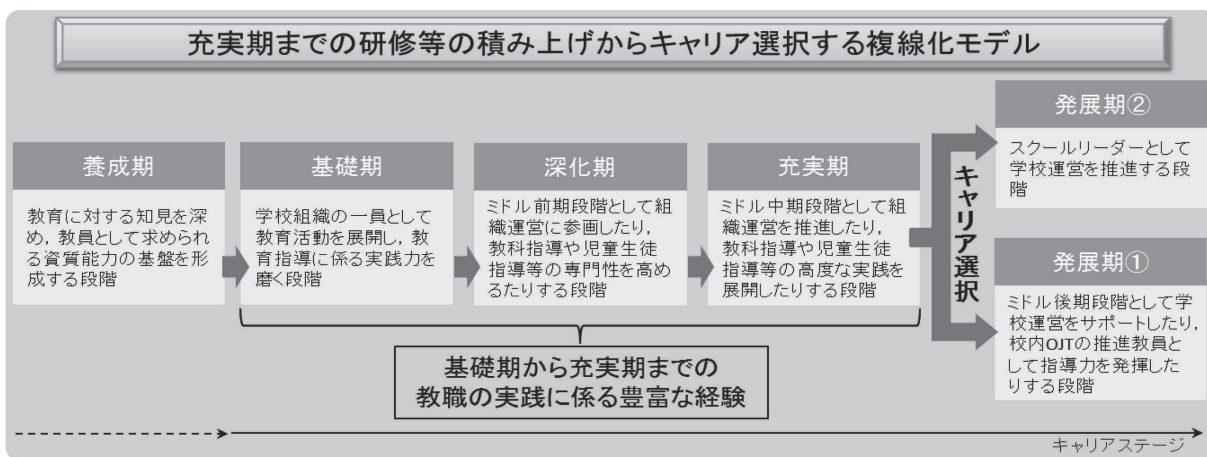 充実期までの研修等の積み上げからキャリア選択する複線化モデル
養成期
教育に対する知見を深
め，教員として求められ
る資質能力の基盤を形
成する段階
基礎期
学校組織の一員として
教育活動を展開し，教
育指導に係る実践力を
磨く段階
深化期
ミドル前期段階として組
織運営に参画したり，
教科指導や児童生徒
指導等の専門性を高め
るたりする段階
充実期
ミドル中期段階として組
織運営を推進したり，
教科指導や児童生徒
指導等の高度な実践を
展開したりする段階
キャリア選択
発展期②
スクールリーダーとして
学校運営を推進する段
階
発展期①
ミドル後期段階として学
校運営をサポートしたり，
校内OJTの推進教員と
して指導力を発揮した
りする段階
基礎期から充実期までの
教職の実践に係る豊富な経験
キャリアステージ